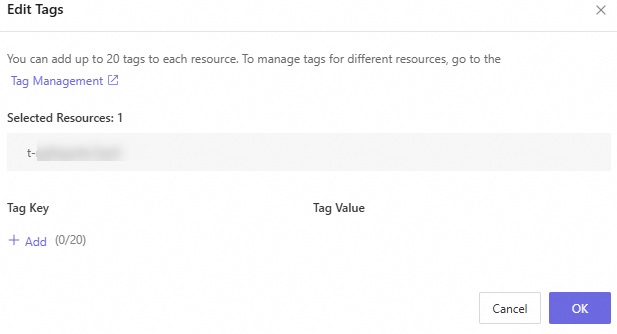 Edit Tags
You can add up to 20 tags to each resource. To manage tags for different resources, go to the
Tag Management
Selected Resources: 1
t-
Tag Key Tag Value
+ Add (0/20)
Cancel OK